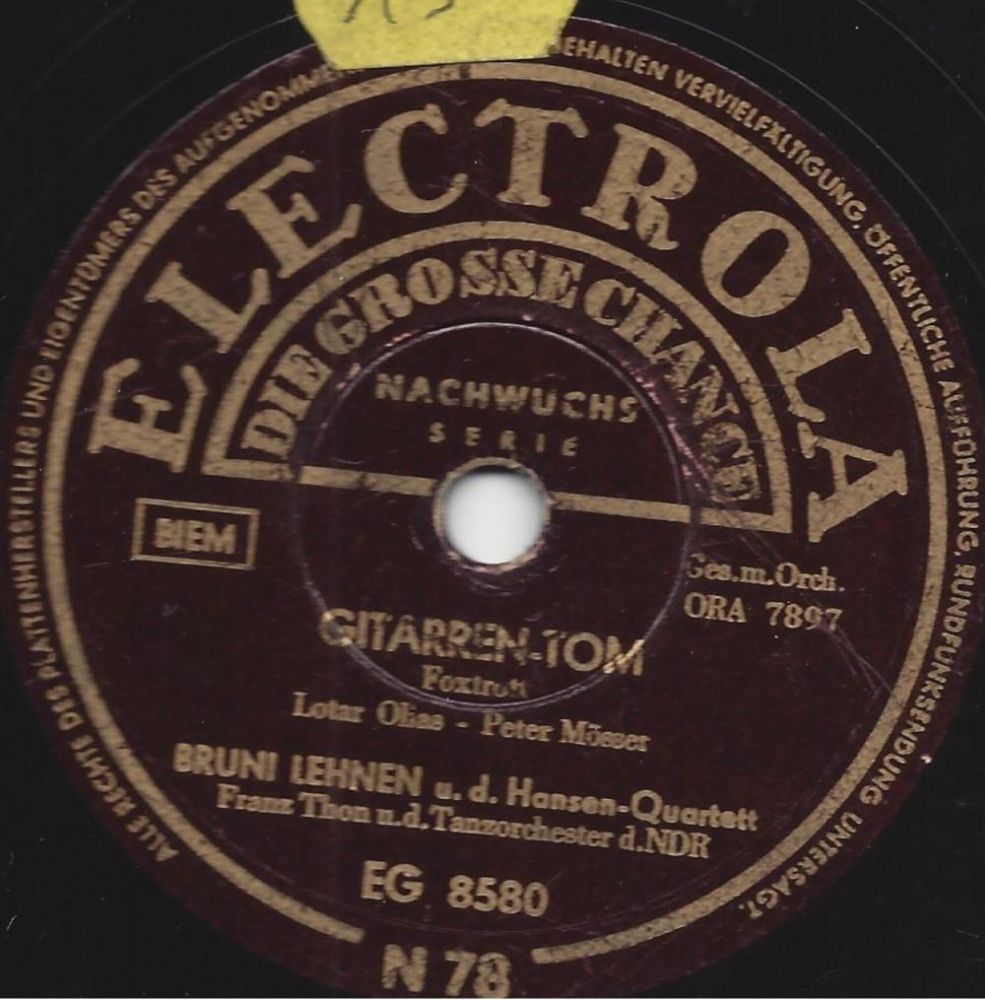 ALLE RECHTE DES PLATTENHERSTELLERS UND EIGENTÜMERS DES AUFGENOMM
EHALTEN VERVIELFÄLTIGUNG, ÖFFENTLICHE AUFFÜHRUNG, RUNDFUNKSENDUNG UNTERSAGT.
ELECTROLA
DIE GROSSE CHANCE
NACHWUCHS
SERIE
BIEM
Ges.m.Orch.
ORA 7897
GITARREN-TOM
Foxtrott
Lotar Olias - Peter Mösser
BRUNI LEHNEN u. d. Hansen-Quartett
Franz Thon u.d.Tanzorchester d.NDR
EG 8580
N 78